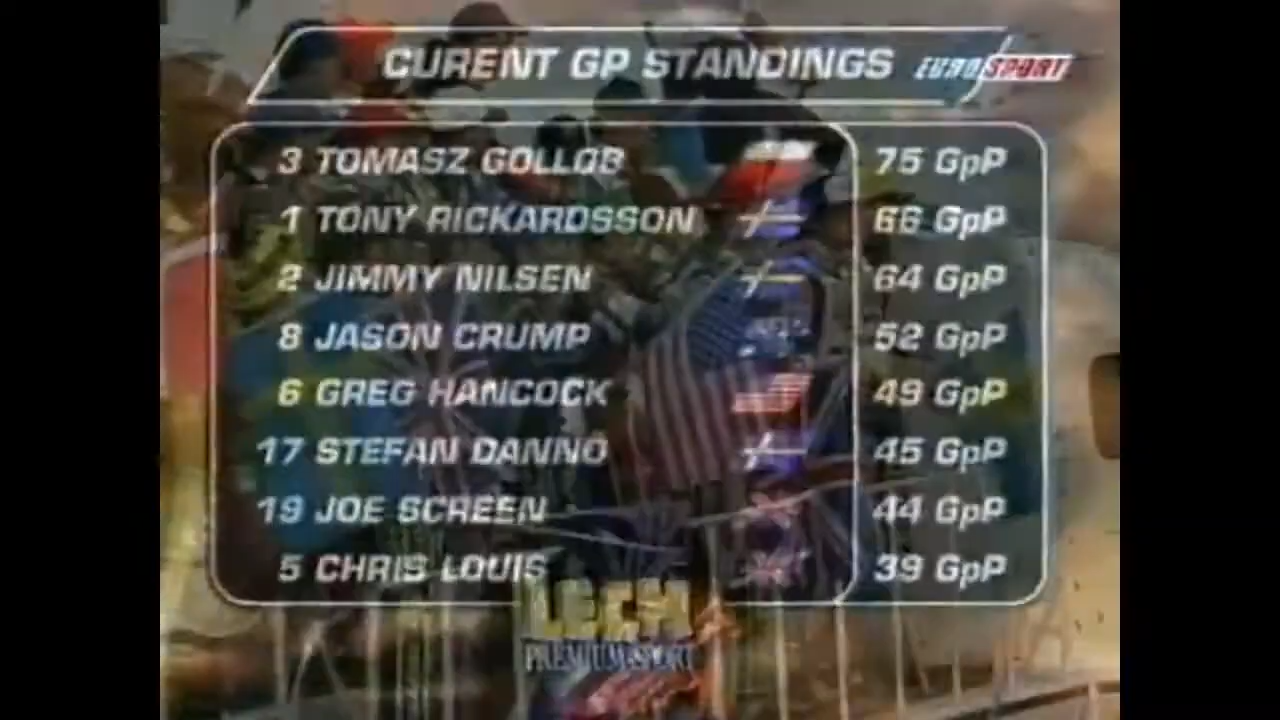 CURENT GP STANDINGS EUROSPORT
3 TOMASZ GOLLOB 75 GpP
1 TONY RICKARDSSON 66 GpP
2 JIMMY NILSEN 64 GpP
8 JASON CRUMP 52 GpP
6 GREG HANCOCK 49 GpP
17 STEFAN DANNO 45 GpP
19 JOE SCREEN 44 GpP
5 CHRIS LOUIS 39 GpP
LECH
PREMIUM SPORT